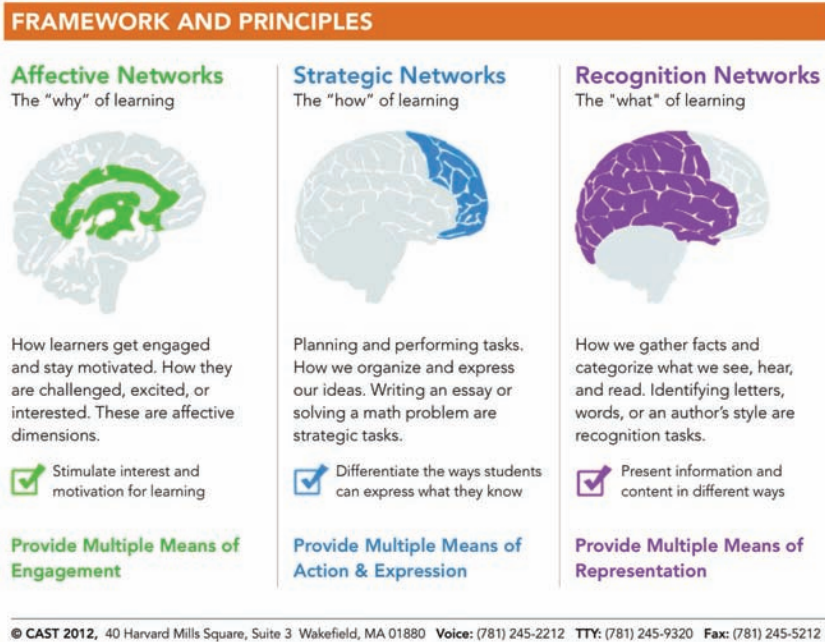 FRAMEWORK AND PRINCIPLES
Affective Networks
The “why” of learning
How learners get engaged
and stay motivated. How they
are challenged, excited, or
interested. These are affective
dimensions.
Stimulate interest and
motivation for learning
Provide Multiple Means of
Engagement
Strategic Networks
The “how” of learning
Planning and performing tasks.
How we organize and express
our ideas. Writing an essay or
solving a math problem are
strategic tasks.
Differentiate the ways students
can express what they know
Provide Multiple Means of
Action & Expression
Recognition Networks
The "what" of learning
How we gather facts and
categorize what we see, hear,
and read. Identifying letters,
words, or an author’s style are
recognition tasks.
Present information and
content in different ways
Provide Multiple Means of
Representation
© CAST 2012, 40 Harvard Mills Square, Suite 3 Wakefield, MA 01880 Voice: (781) 245-2212 TTY: (781) 245-9320 Fax: (781) 245-5212